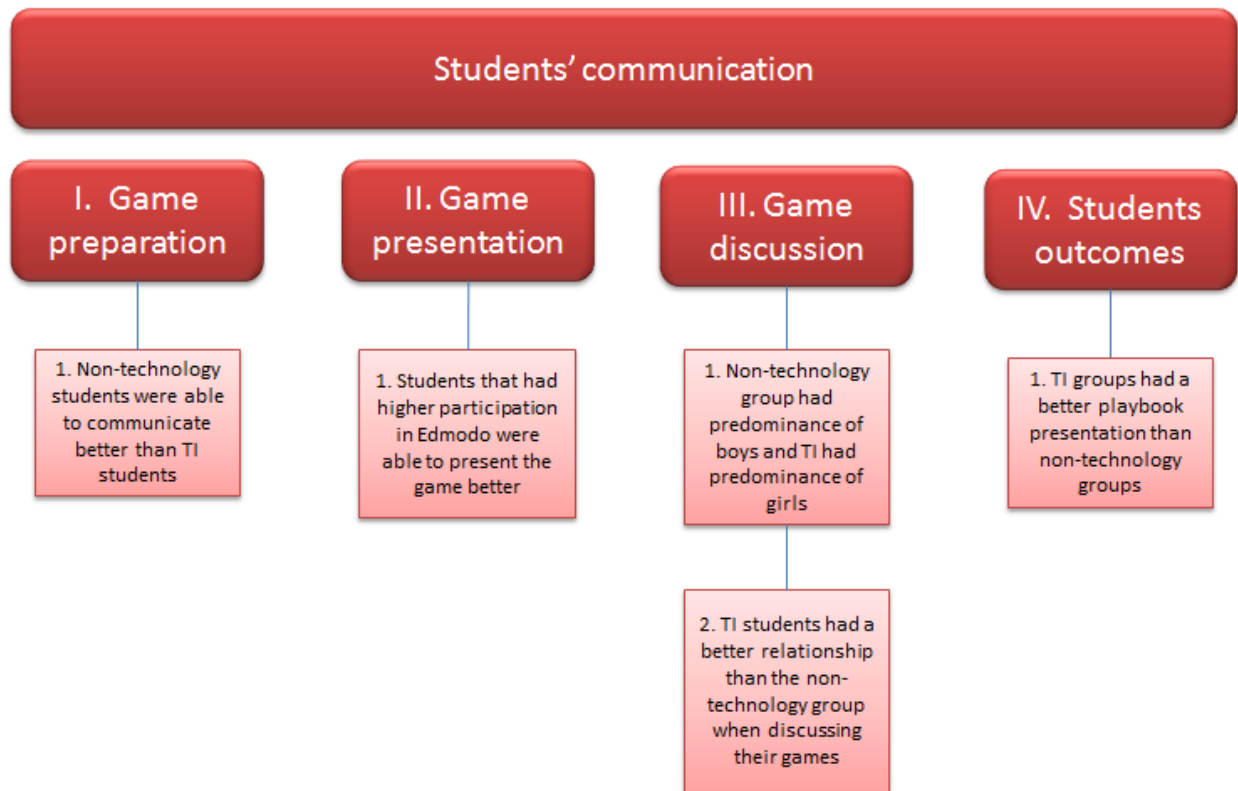 Students' communication
I. Game
preparation
II. Game
presentation
III. Game
discussion
IV. Students
outcomes
1. Non-technology
students were able
to communicate
better than TI
students
1. Students that had
higher participation
in Edmodo were
able to present the
game better
1. Non-technology
group had
predominance of
boys and TI had
predominance of
girls
1. TI groups had a
better playbook
presentation than
non-technology
groups
2. TI students had a
better relationship
than the non-
technology group
when discussing
their games